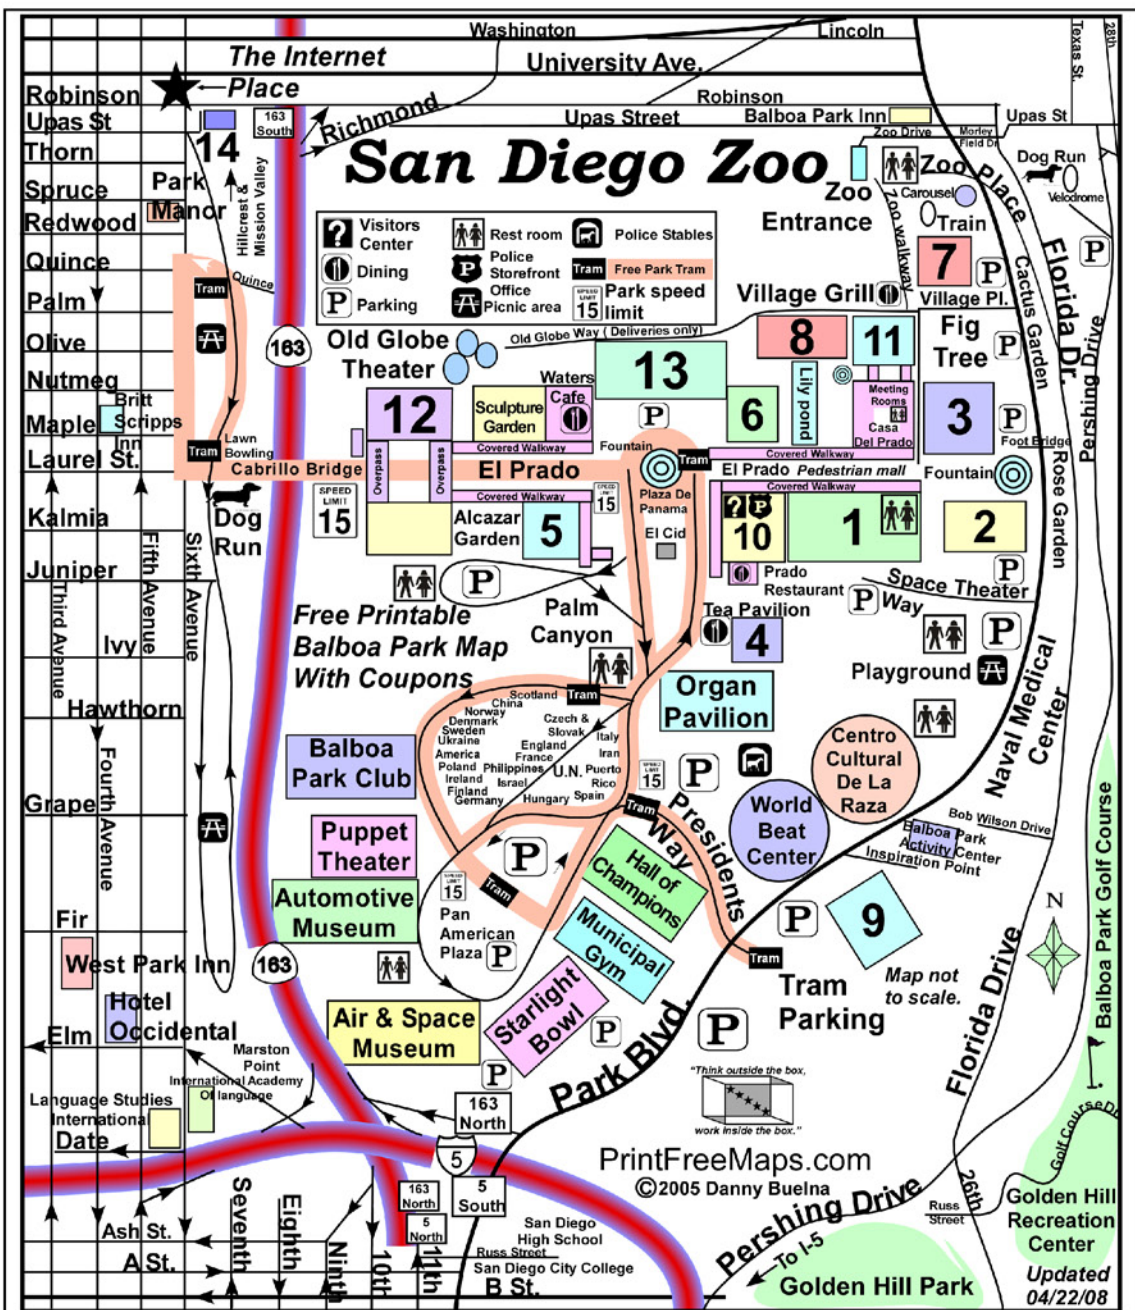 Washington
Lincoln
Texas St.
28th
The Internet
Place
University Ave.
Robinson
Robinson
Upas St
163
South
Richmond
Upas Street
Balboa Park Inn
Upas St
14
Thorn
San Diego Zoo
Zoo Drive
Morley
Field Dr
Spruce
Park
Manor
Hillcrest &
Mission Valley
Zoo
Entrance
Zoo Place
Carousel
Train
Zoo walkway
Dog Run
Velodrome
Redwood
Visitors
Center
Rest room
Police Stables
Dining
Police
Storefront
Office
Tram
Free Park Tram
P
Parking
Picnic area
SPEED
LIMIT
15
Park speed
limit
7
P
P
Florida Dr.
Cactus Garden
Pershing Drive
Quince
Quince
Tram
Palm
Village Grill
Village Pl.
163
Olive
Old Globe
Theater
Old Globe Way ( Deliveries only)
8
11
Fig
Tree
P
Nutmeg
13
Waters
Cafe
Lily pond
Meeting
Rooms
Casa
Del Prado
Maple
Britt
Scripps
Inn
12
Sculpture
Garden
P
6
3
P
Foot Bridge
Laurel St.
Tram
Lawn
Bowling
Cabrillo Bridge
Overpass
Overpass
Covered Walkway
El Prado
Fountain
Tram
Covered Walkway
El Prado Pedestrian mall
Fountain
Rose Garden
Covered Walkway
Covered Walkway
SPEED
LIMIT
15
SPEED
LIMIT
15
Plaza De
Panama
Kalmia
Dog
Run
Alcazar
Garden
5
El Cid
10
1
2
Juniper
P
Prado
Restaurant
Space Theater
Way
P
P
Third Avenue
Fifth Avenue
Sixth Avenue
Ivy
Free Printable
Balboa Park Map
With Coupons
Palm
Canyon
Tea Pavilion
4
P
Playground
Hawthorn
Tram
Organ
Pavilion
Naval Medical
Center
Scotland
China
Norway
Denmark
Sweden
Ukraine
America
Poland
Ireland
Finland
Germany
Czech &
Slovak
England
France
Philippines
Israel
Hungary
U.N.
Italy
Iran
Puerto
Rico
Spain
Balboa
Park Club
SPEED
LIMIT
15
P
Centro
Cultural
De La
Raza
Fourth Avenue
Grape
Tram
Presidents
Way
World
Beat
Center
Bob Wilson Drive
Balboa Park
Activity Center
Inspiration Point
Puppet
Theater
P
Hall of
Champions
Automotive
Museum
SPEED
LIMIT
15
Tram
Pan
American
Plaza
P
Municipal
Gym
P
9
N
Balboa Park Golf Course
Fir
West Park Inn
163
Tram
Tram
Parking
Map not
to scale.
Florida Drive
Hotel
Occidental
Air & Space
Museum
Starlight
Bowl
P
P
Park Blvd.
Elm
Marston
Point
P
"Think outside the box,
work inside the box."
International Academy
Of language
Language Studies
International
Date
163
North
5
PrintFreeMaps.com
©2005 Danny Buelna
Golf Course Dr
26th
5
South
163
North
5
North
Seventh
Eighth
Ninth
10th
11th
San Diego
High School
Russ Street
San Diego City College
Pershing Drive
Russ
Street
Golden Hill
Recreation
Center
Ash St.
A St.
B St.
To I-5
Golden Hill Park
Updated
04/22/08